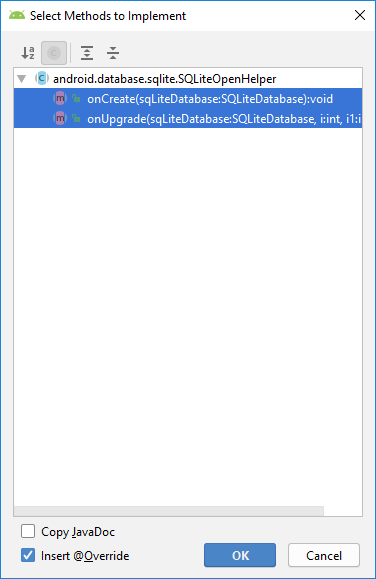 Select Methods to Implement
android.database.sqlite.SQLiteOpenHelper
onCreate(sqLiteDatabase:SQLiteDatabase):void
onUpgrade(sqLiteDatabase:SQLiteDatabase, i:int, i1:i
Copy JavaDoc
Insert @Override
OK
Cancel